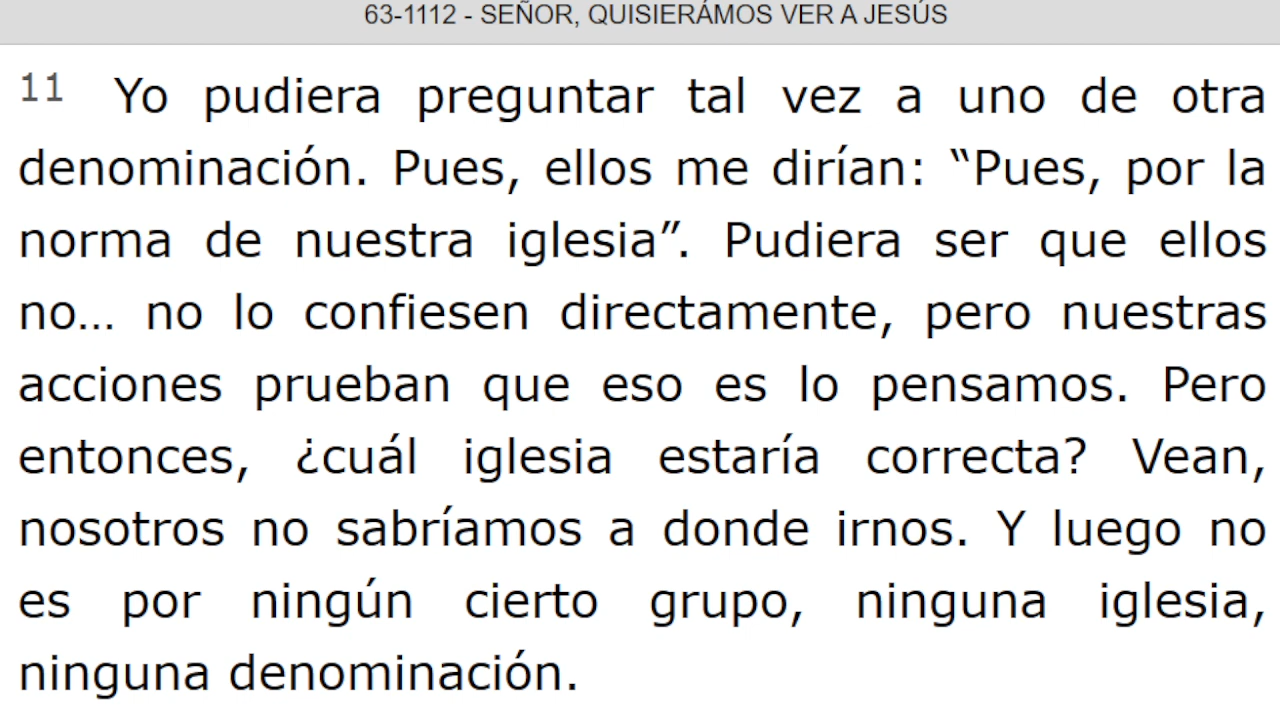 63-1112 - SEÑOR, QUISIERÁMOS VER A JESÚS
11 Yo pudiera preguntar tal vez a uno de otra
denominación. Pues, ellos me dirían: “Pues, por la
norma de nuestra iglesia”. Pudiera ser que ellos
no... no lo confiesen directamente, pero nuestras
acciones prueban que eso es lo pensamos. Pero
entonces, ¿cuál iglesia estaría correcta? Vean,
nosotros no sabríamos a donde irnos. Y luego no
es por ningún cierto grupo, ninguna iglesia,
ninguna denominación.